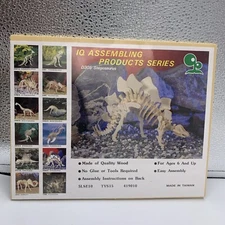 IQ ASSEMBLING
PRODUCTS SERIES
Made of Quality Wood
For Ages 6 And Up
No Glue or Tools Required
Easy Assembly
Assembly Instructions on Back
MADE IN TAIWAN